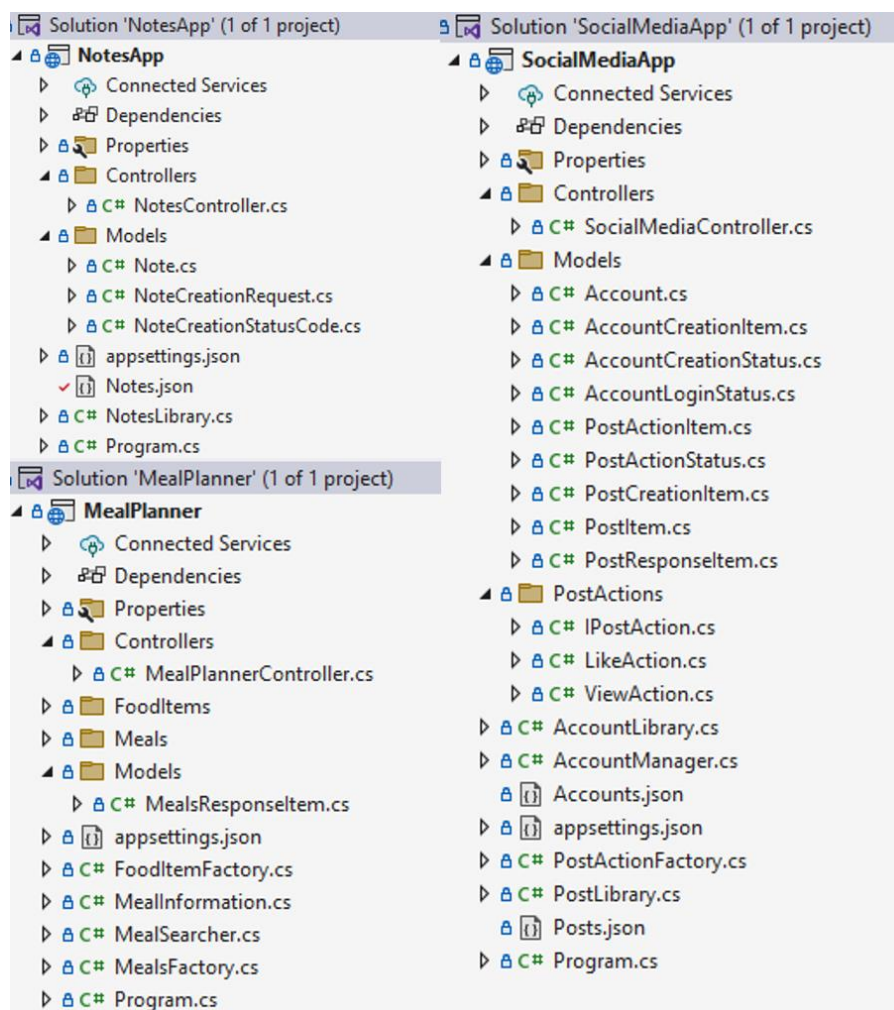 Solution 'NotesApp' (1 of 1 project)
NotesApp
Connected Services
Dependencies
Properties
Controllers
C# NotesController.cs
Models
C# Note.cs
C# NoteCreationRequest.cs
C# NoteCreationStatusCode.cs
appsettings.json
Notes.json
C# NotesLibrary.cs
C# Program.cs
Solution 'MealPlanner' (1 of 1 project)
MealPlanner
Connected Services
Dependencies
Properties
Controllers
C# MealPlannerController.cs
FoodItems
Meals
Models
C# MealsResponseItem.cs
appsettings.json
C# FoodItemFactory.cs
C# MealInformation.cs
C# MealSearcher.cs
C# MealsFactory.cs
C# Program.cs
Solution 'SocialMediaApp' (1 of 1 project)
SocialMediaApp
Connected Services
Dependencies
Properties
Controllers
C# SocialMediaController.cs
Models
C# Account.cs
C# AccountCreationItem.cs
C# AccountCreationStatus.cs
C# AccountLoginStatus.cs
C# PostActionItem.cs
C# PostActionStatus.cs
C# PostCreationItem.cs
C# PostItem.cs
C# PostResponseItem.cs
PostActions
C# IPostAction.cs
C# LikeAction.cs
C# ViewAction.cs
C# AccountLibrary.cs
C# AccountManager.cs
Accounts.json
appsettings.json
C# PostActionFactory.cs
C# PostLibrary.cs
Posts.json
C# Program.cs